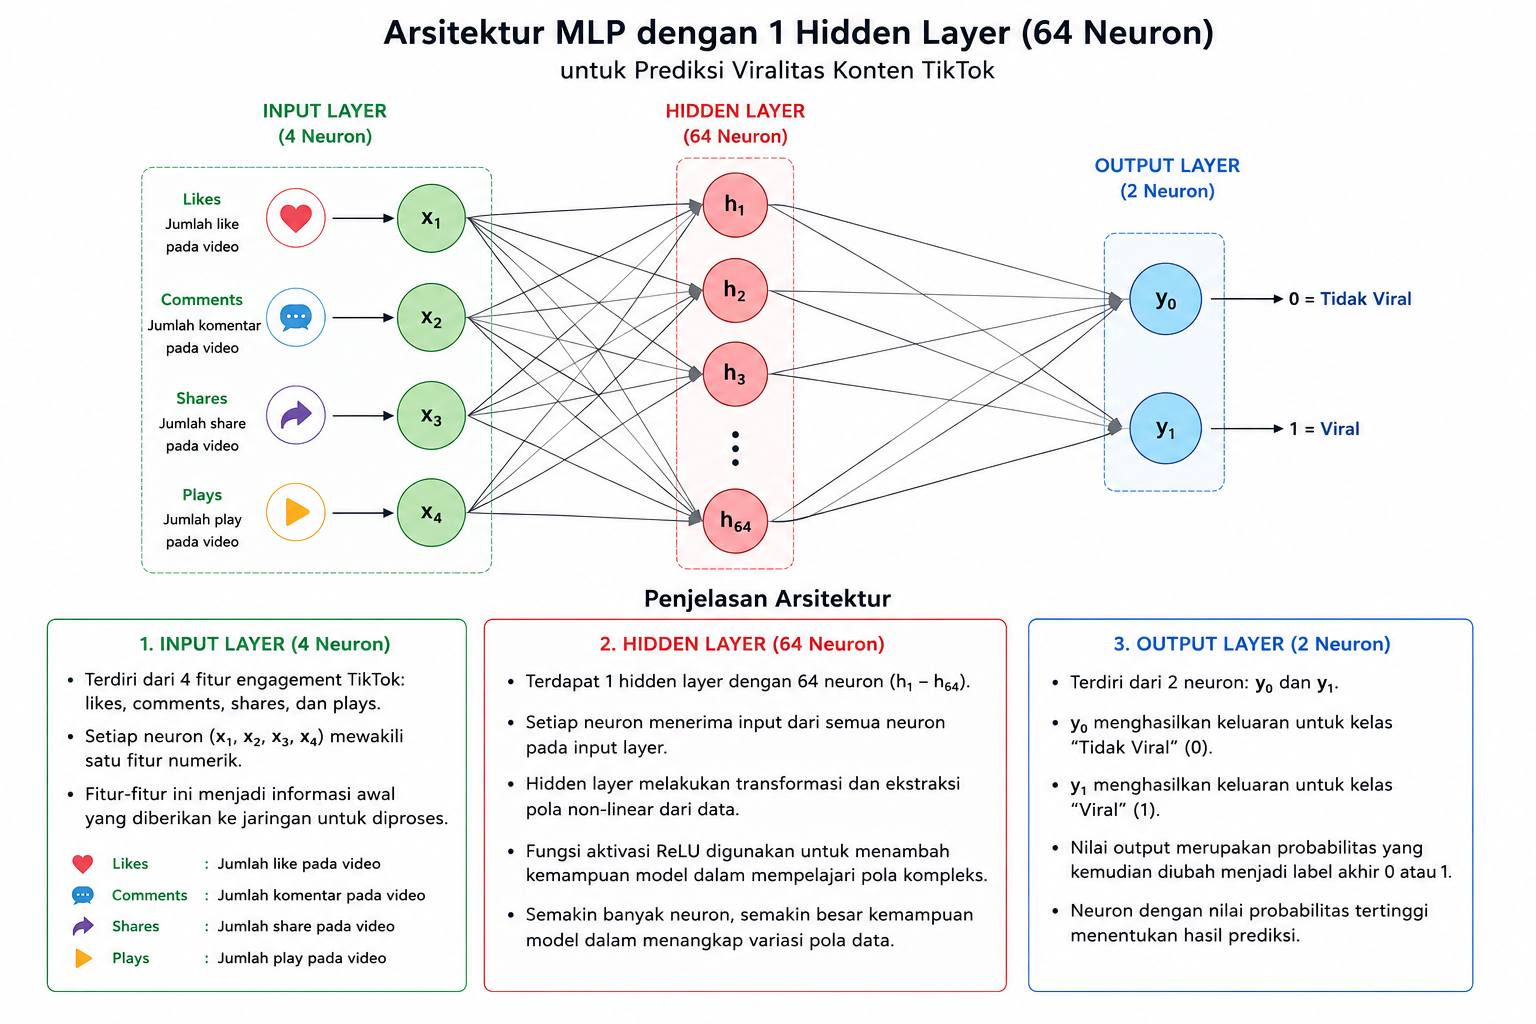 Arsitektur MLP dengan 1 Hidden Layer (64 Neuron)
untuk Prediksi Viralitas Konten TikTok
INPUT LAYER
(4 Neuron)
HIDDEN LAYER
(64 Neuron)
OUTPUT LAYER
(2 Neuron)
Likes
Jumlah like
pada video
x₁
Comments
Jumlah komentar
pada video
x₂
Shares
Jumlah share
pada video
x₃
Plays
Jumlah play
pada video
x₄
h₁
h₂
h₃
h₆₄
y₀
0 = Tidak Viral
y₁
1 = Viral
Penjelasan Arsitektur
1. INPUT LAYER (4 Neuron)
• Terdiri dari 4 fitur engagement TikTok:
likes, comments, shares, dan plays.
• Setiap neuron (x₁, x₂, x₃, x₄) mewakili
satu fitur numerik.
• Fitur-fitur ini menjadi informasi awal
yang diberikan ke jaringan untuk diproses.
Likes : Jumlah like pada video
Comments : Jumlah komentar pada video
Shares : Jumlah share pada video
Plays : Jumlah play pada video
2. HIDDEN LAYER (64 Neuron)
• Terdapat 1 hidden layer dengan 64 neuron (h₁ – h₆₄).
• Setiap neuron menerima input dari semua neuron
pada input layer.
• Hidden layer melakukan transformasi dan ekstraksi
pola non-linear dari data.
• Fungsi aktivasi ReLU digunakan untuk menambah
kemampuan model dalam mempelajari pola kompleks.
• Semakin banyak neuron, semakin besar kemampuan
model dalam menangkap variasi pola data.
3. OUTPUT LAYER (2 Neuron)
• Terdiri dari 2 neuron: y₀ dan y₁.
• y₀ menghasilkan keluaran untuk kelas
“Tidak Viral” (0).
• y₁ menghasilkan keluaran untuk kelas
“Viral” (1).
• Nilai output merupakan probabilitas yang
kemudian diubah menjadi label akhir 0 atau 1.
• Neuron dengan nilai probabilitas tertinggi
menentukan hasil prediksi.